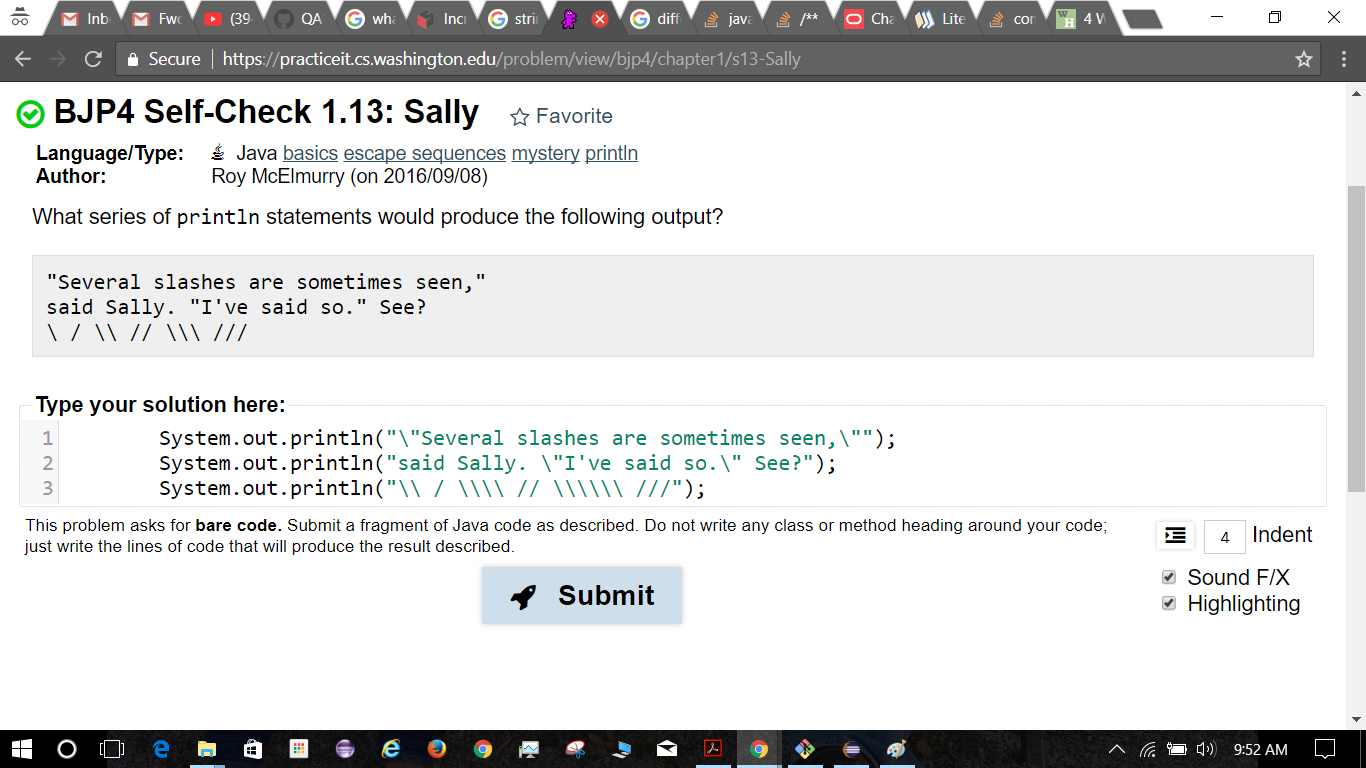 Inb
Fwc
(39
QA
wha
Incr
strin
diff
java
/**
Cha
Lite
cor
4 W
Secure
https://practiceit.cs.washington.edu/problem/view/bjp4/chapter1/s13-Sally
BJP4 Self-Check 1.13: Sally
Favorite
Language/Type: Java basics escape sequences mystery println
Author: Roy McElmurry (on 2016/09/08)
What series of println statements would produce the following output?
"Several slashes are sometimes seen,"
said Sally. "I've said so." See?
\ / \\ // \\\ ///
Type your solution here:
1 System.out.println("\"Several slashes are sometimes seen,\"");
2 System.out.println("said Sally. \"I've said so.\" See?");
3 System.out.println("\\ / \\\\ // \\\\\\ ///");
This problem asks for bare code. Submit a fragment of Java code as described. Do not write any class or method heading around your code;
just write the lines of code that will produce the result described.
4 Indent
Sound F/X
Highlighting
Submit
9:52 AM